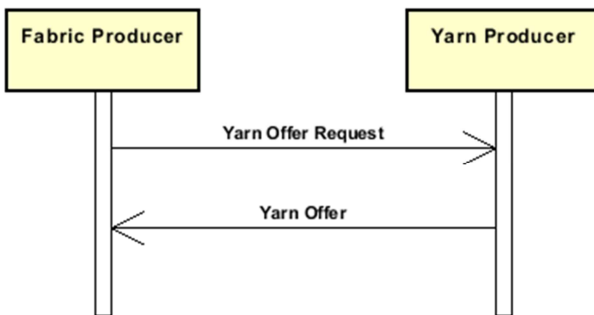 Fabric Producer
Yarn Producer
Yarn Offer Request
Yarn Offer